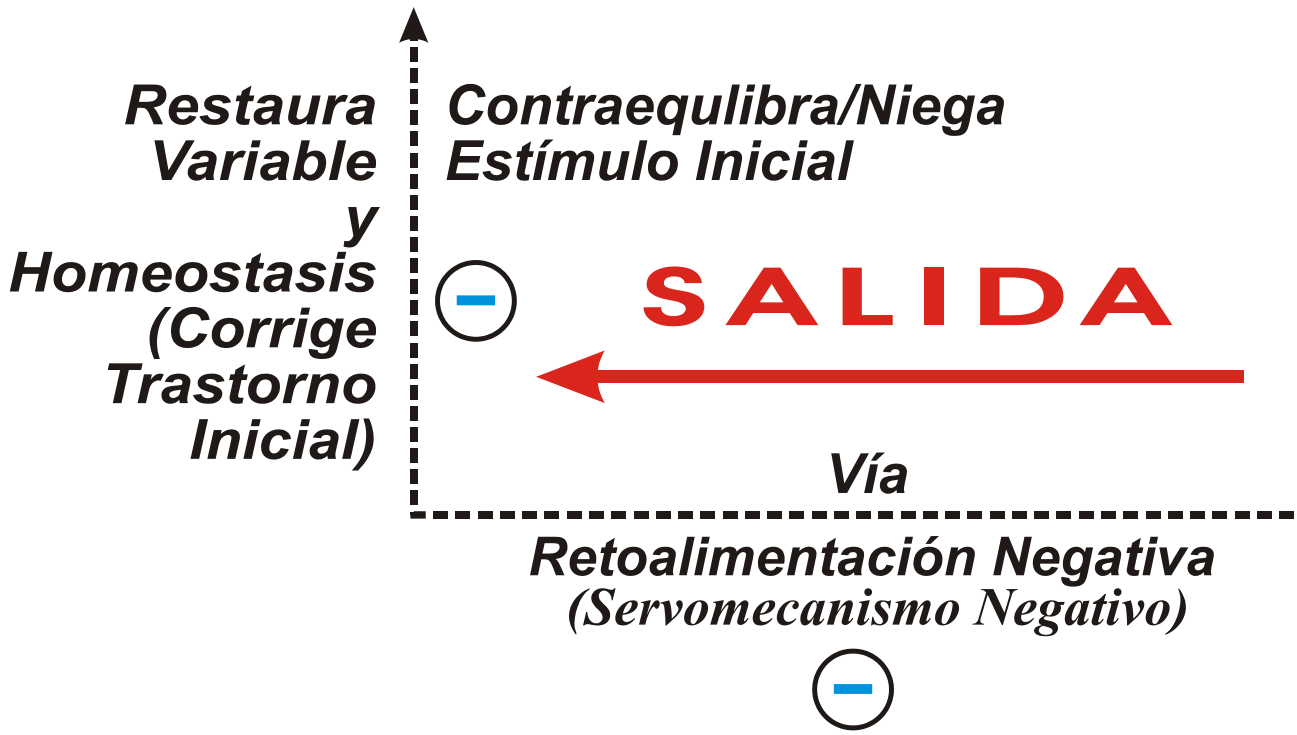 Restaura
Variable
y
Homeostasis
(Corrige
Trastorno
Inicial)
Contraequlibra/Niega
Estímulo Inicial
−
SALIDA
Vía
Retoalimentación Negativa
(Servomecanismo Negativo)
−